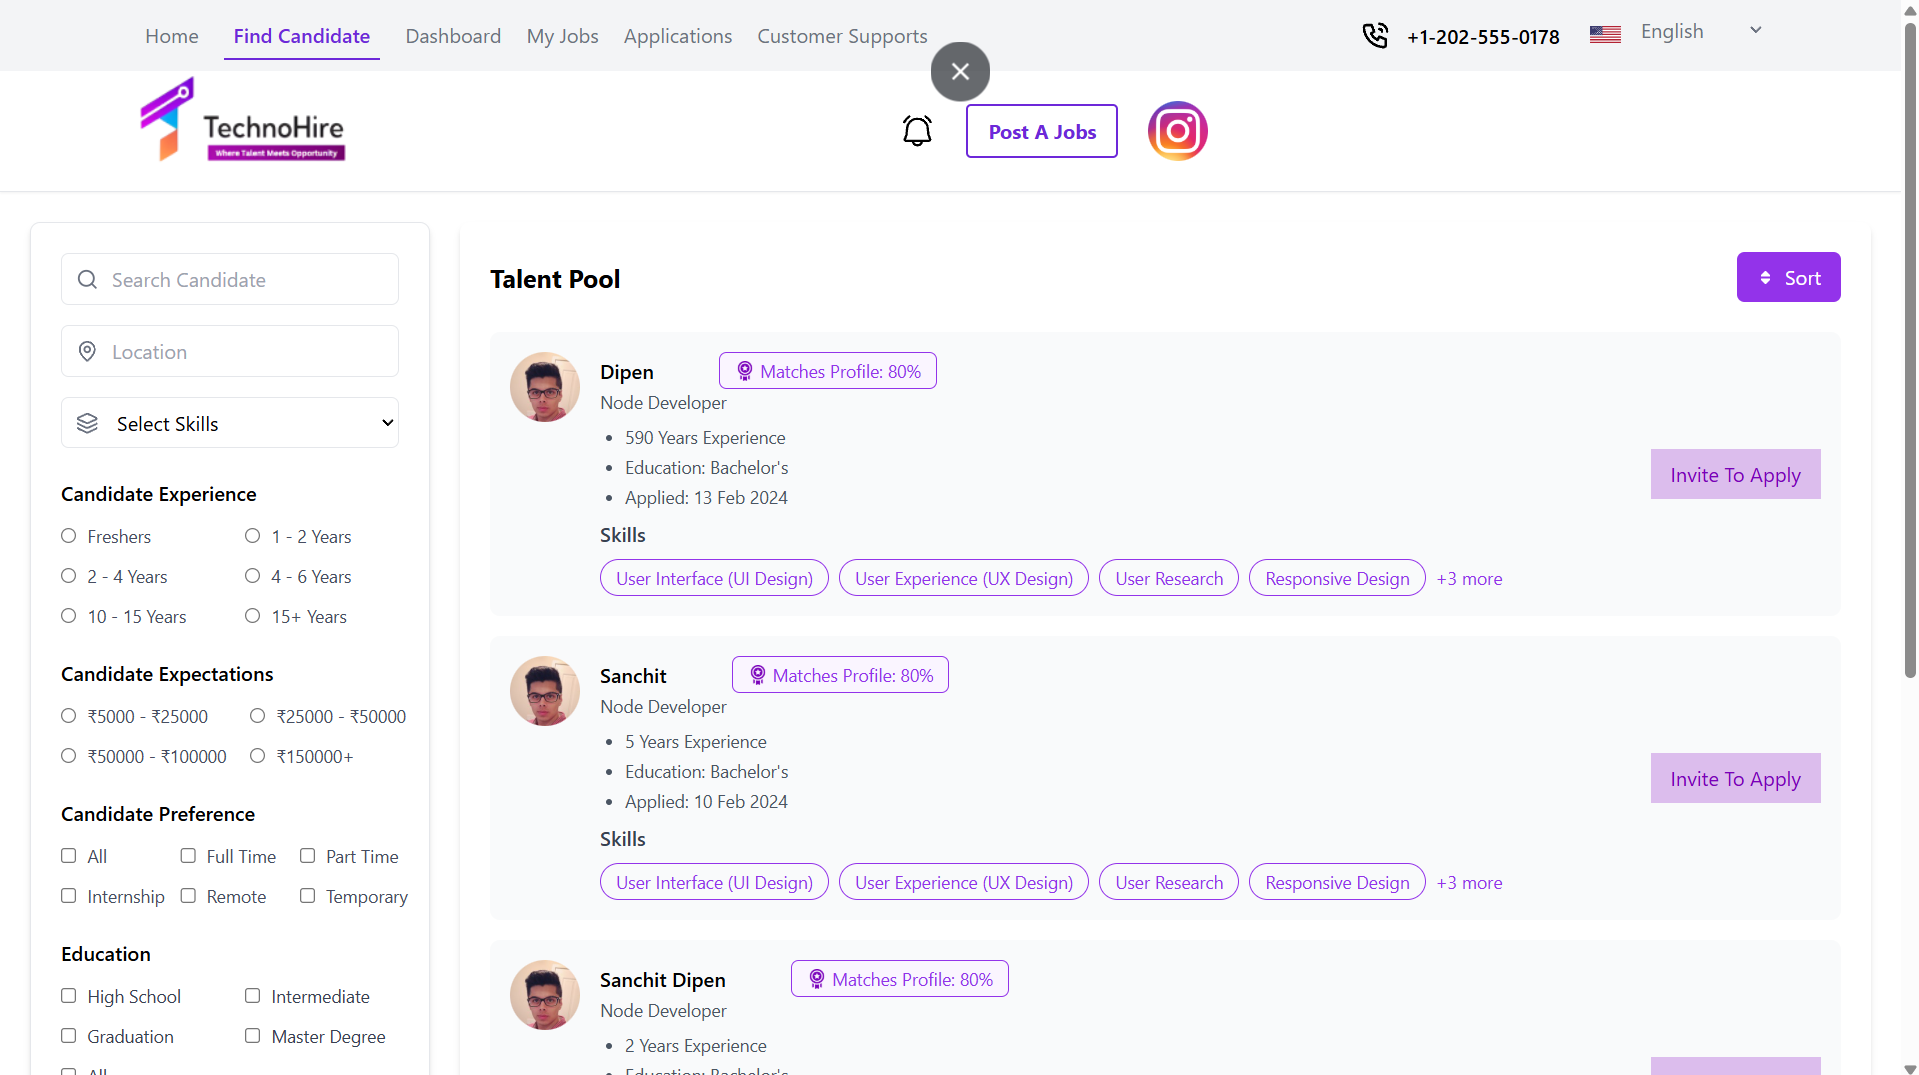 Home Find Candidate Dashboard My Jobs Applications Customer Supports +1-202-555-0178 English
TechnoHire
Where Talent Meets Opportunity
Post A Jobs
Search Candidate
Location
Select Skills
Candidate Experience
Freshers 1 - 2 Years
2 - 4 Years 4 - 6 Years
10 - 15 Years 15+ Years
Candidate Expectations
₹5000 - ₹25000 ₹25000 - ₹50000
₹50000 - ₹100000 ₹150000+
Candidate Preference
All Full Time Part Time
Internship Remote Temporary
Education
High School Intermediate
Graduation Master Degree
All
Talent Pool
Sort
Dipen Matches Profile: 80%
Node Developer
590 Years Experience
Education: Bachelor's
Applied: 13 Feb 2024
Invite To Apply
Skills
User Interface (UI Design) User Experience (UX Design) User Research Responsive Design +3 more
Sanchit Matches Profile: 80%
Node Developer
5 Years Experience
Education: Bachelor's
Applied: 10 Feb 2024
Invite To Apply
Skills
User Interface (UI Design) User Experience (UX Design) User Research Responsive Design +3 more
Sanchit Dipen Matches Profile: 80%
Node Developer
2 Years Experience
Education: Bachelor's